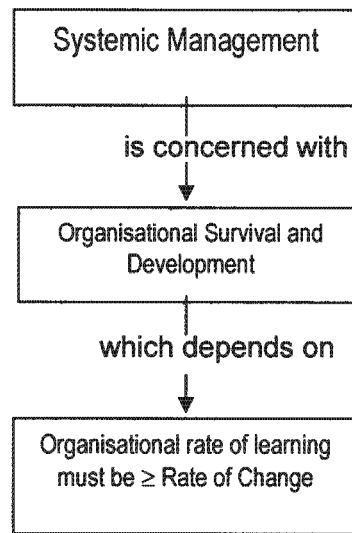 Systemic Management
is concerned with
Organisational Survival and
Development
which depends on
Organisational rate of learning
must be ≥ Rate of Change